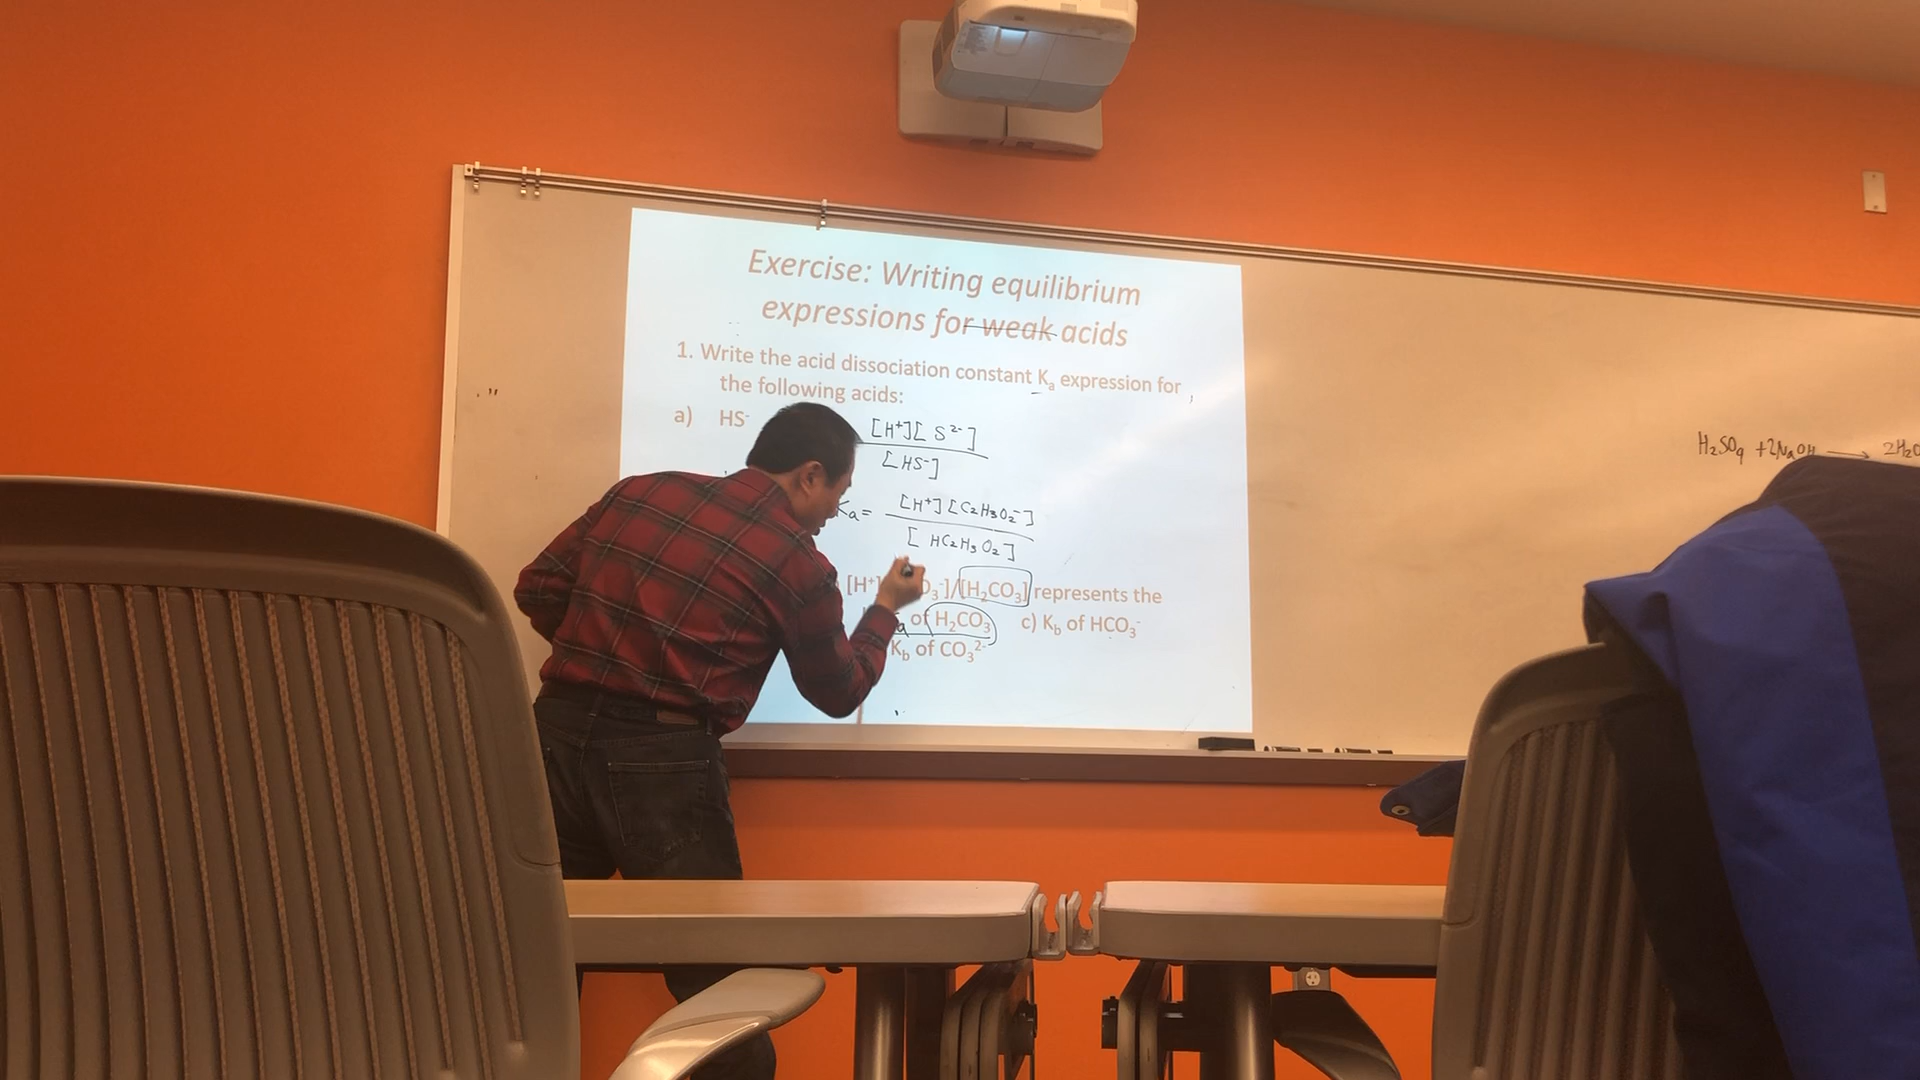 Exercise: Writing equilibrium
expressions for weak acids
1. Write the acid dissociation constant Kₐ expression for
the following acids:
a) HS⁻
[H⁺][S²⁻]
[HS⁻]
Ka = [H⁺][C₂H₃O₂⁻]
[HC₂H₃O₂]
[H⁺] O₃⁻]/[H₂CO₃] represents the
a of H₂CO₃ c) K_b of HCO₃⁻
K_b of CO₃²⁻
H₂SO₄ + 2NaOH → 2H₂O